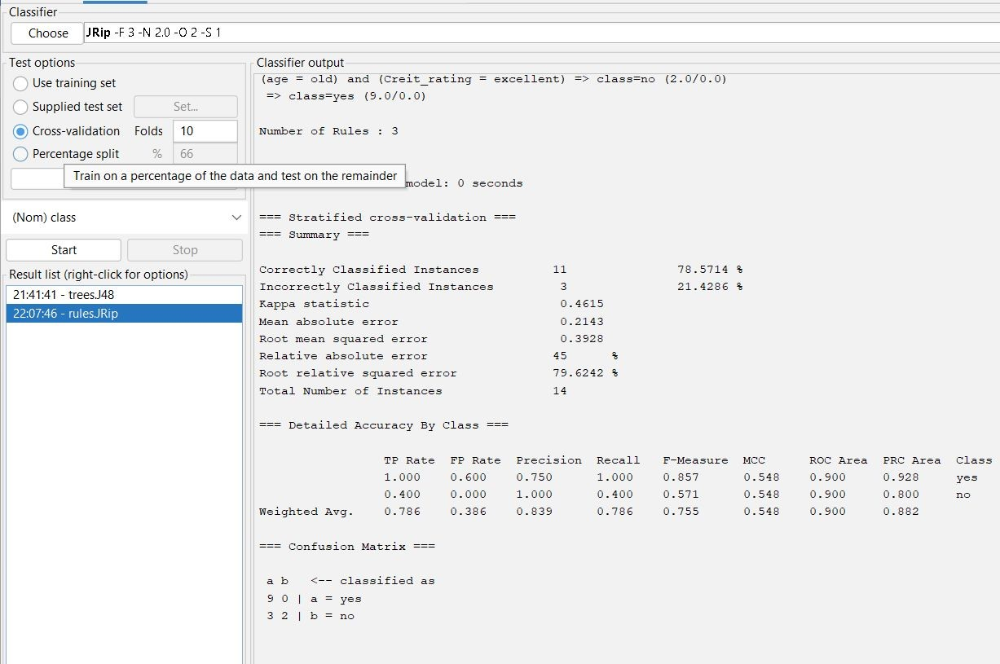 Classifier
Choose JRip -F 3 -N 2.0 -O 2 -S 1
Test options
Use training set
Supplied test set Set...
Cross-validation Folds 10
Percentage split % 66
Train on a percentage of the data and test on the remainder
(Nom) class
Start Stop
Result list (right-click for options)
21:41:41 - trees.J48
22:07:46 - rules.JRip
Classifier output
(age = old) and (Creit_rating = excellent) => class=no (2.0/0.0)
=> class=yes (9.0/0.0)
Number of Rules : 3
model: 0 seconds
=== Stratified cross-validation ===
=== Summary ===
Correctly Classified Instances 11 78.5714 %
Incorrectly Classified Instances 3 21.4286 %
Kappa statistic 0.4615
Mean absolute error 0.2143
Root mean squared error 0.3928
Relative absolute error 45 %
Root relative squared error 79.6242 %
Total Number of Instances 14
=== Detailed Accuracy By Class ===
TP Rate FP Rate Precision Recall F-Measure MCC ROC Area PRC Area Class
1.000 0.600 0.750 1.000 0.857 0.548 0.900 0.928 yes
0.400 0.000 1.000 0.400 0.571 0.548 0.900 0.800 no
Weighted Avg. 0.786 0.386 0.839 0.786 0.755 0.548 0.900 0.882
=== Confusion Matrix ===
a b <-- classified as
9 0 | a = yes
3 2 | b = no